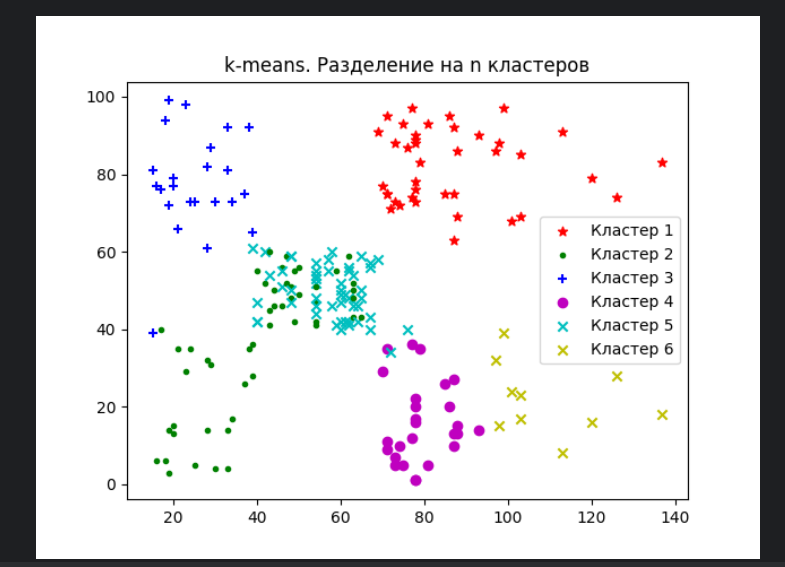 k-means. Разделение на n кластеров
100
80
60
40
20
0
20 40 60 80 100 120 140
Кластер 1
Кластер 2
Кластер 3
Кластер 4
Кластер 5
Кластер 6